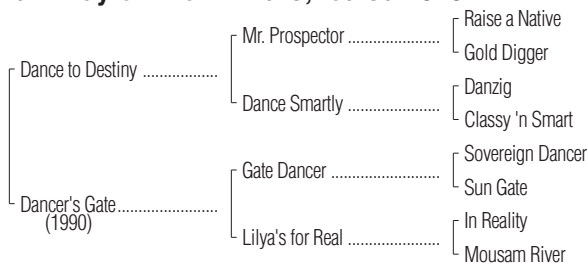 Raise a Native
Mr. Prospector
Gold Digger
Dance to Destiny
Danzig
Dance Smartly
Classy 'n Smart
Sovereign Dancer
Gate Dancer
Sun Gate
Dancer's Gate
(1990)
In Reality
Lilya's for Real
Mousam River